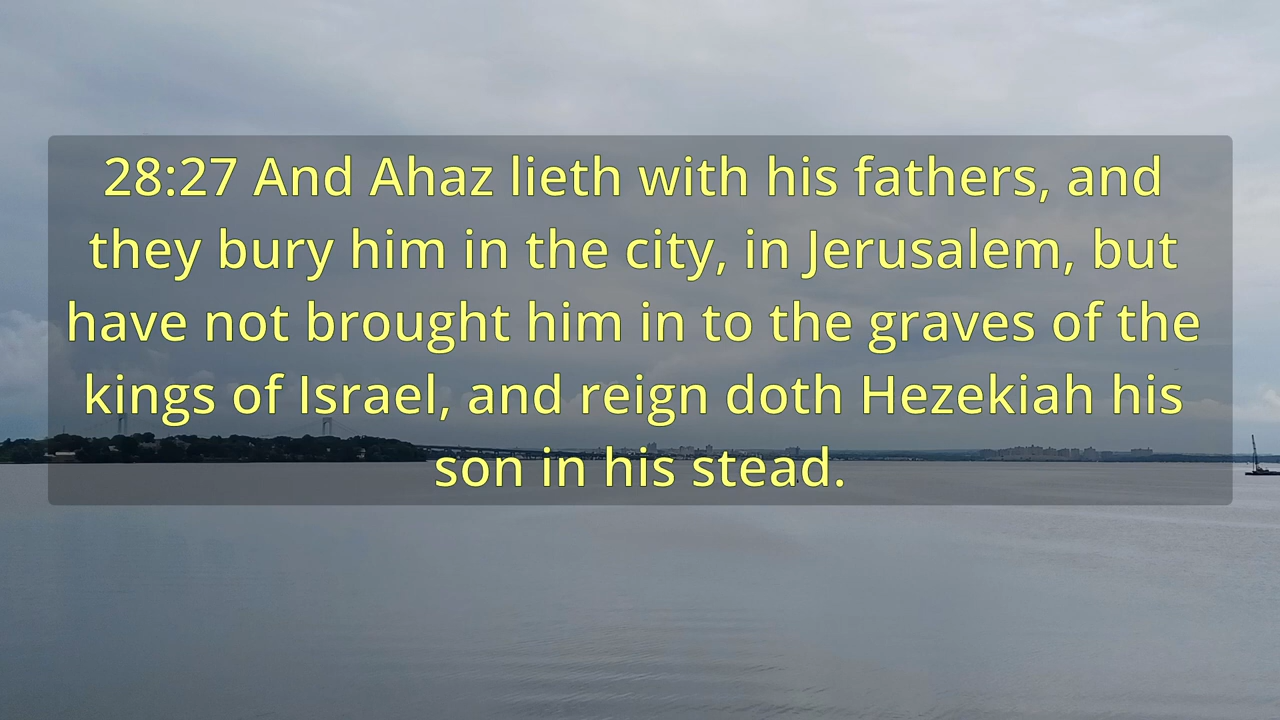 28:27 And Ahaz lieth with his fathers, and
they bury him in the city, in Jerusalem, but
have not brought him in to the graves of the
kings of Israel, and reign doth Hezekiah his
son in his stead.